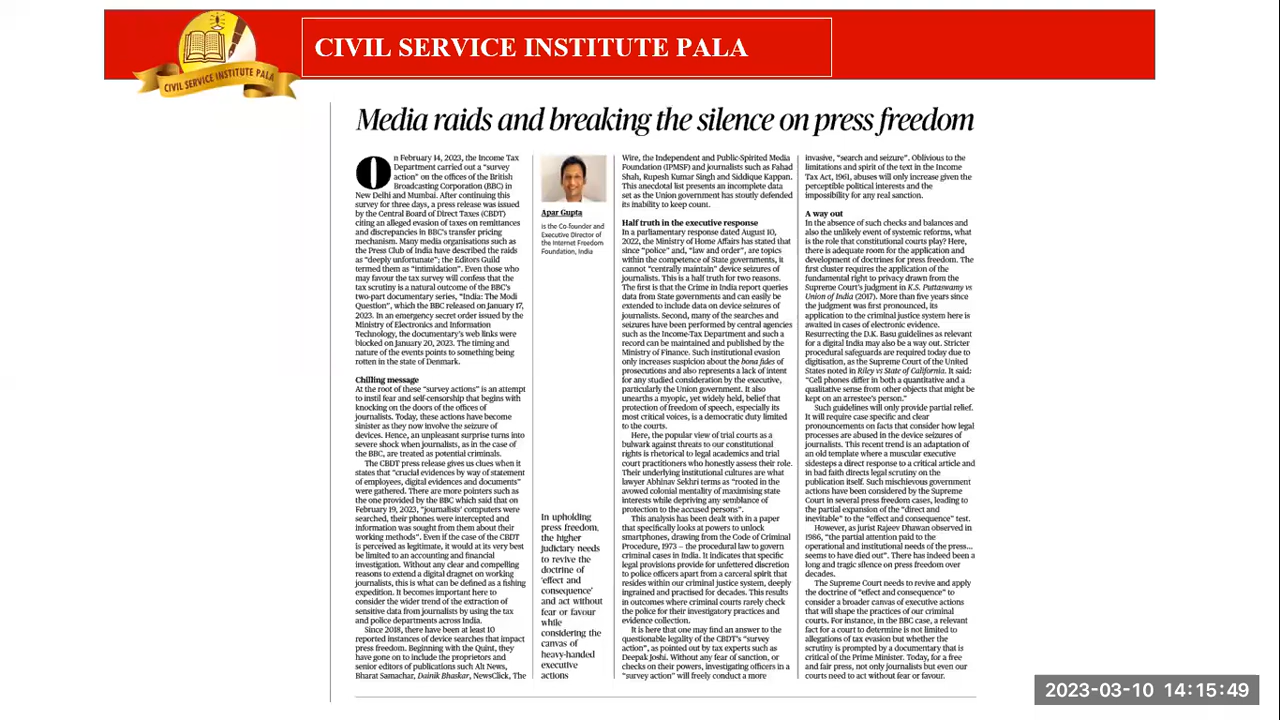 CIVIL SERVICE INSTITUTE PALA
CIVIL SERVICE INSTITUTE PALA
Media raids and breaking the silence on press freedom
On February 14, 2023, the Income Tax
Department carried out a “survey
action” on the offices of the British
Broadcasting Corporation (BBC) in
New Delhi and Mumbai. After continuing this
survey for three days, a press release was issued
by the Central Board of Direct Taxes (CBDT)
citing an alleged evasion of taxes on remittances
and discrepancies in BBC’s transfer pricing
mechanism. Many media organisations such as
the Press Club of India have described the raids
as “deeply unfortunate”; the Editors Guild
termed them as “intimidation”. Even those who
may favour the tax survey will confess that the
tax scrutiny is a natural outcome of the BBC’s
two-part documentary series, “India: The Modi
Question”, which the BBC released on January 17,
2023. In an emergency secret order issued by the
Ministry of Electronics and Information
Technology, the documentary’s web links were
blocked on January 20, 2023. The timing and
nature of the events points to something being
rotten in the state of Denmark.
Chilling message
At the root of these “survey actions” is an attempt
to instil fear and self-censorship that begins with
knocking on the doors of the offices of
journalists. Today, these actions have become
sinister as they now involve the seizure of
devices. Hence, an unpleasant surprise turns into
severe shock when journalists, as in the case of
the BBC, are treated as potential criminals.
The CBDT press release gives us clues when it
states that “crucial evidences by way of statement
of employees, digital evidences and documents”
were gathered. There are more pointers such as
the one provided by the BBC which said that on
February 19, 2023, “journalists’ computers were
searched, their phones were intercepted and
information was sought from them about their
working methods”. Even if the case of the CBDT
is perceived as legitimate, it would at its very best
be limited to an accounting and financial
investigation. Without any clear and compelling
reasons to extend a digital dragnet on working
journalists, this is what can be defined as a fishing
expedition. It becomes important here to
consider the wider trend of the extraction of
sensitive data from journalists by using the tax
and police departments across India.
Since 2018, there have been at least 10
reported instances of device searches that impact
press freedom. Beginning with the Quint, they
have gone on to include the proprietors and
senior editors of publications such as Alt News,
Bharat Samachar, Dainik Bhaskar, NewsClick, The
Apar Gupta
is the Co-founder and
Executive Director of
the Internet Freedom
Foundation, India
In upholding
press freedom,
the higher
judiciary needs
to revive the
doctrine of
‘effect and
consequence’
and act without
fear or favour
while
considering the
canvas of
heavy-handed
executive
actions
Wire, the Independent and Public-Spirited Media
Foundation (IPMSF) and journalists such as Fahad
Shah, Rupesh Kumar Singh and Siddique Kappan.
This anecdotal list presents an incomplete data
set as the Union government has stoutly defended
its inability to keep count.
Half truth in the executive response
In a parliamentary response dated August 10,
2022, the Ministry of Home Affairs has stated that
since “police” and, “law and order”, are topics
within the competence of State governments, it
cannot “centrally maintain” device seizures of
journalists. This is a half truth for two reasons.
The first is that the Crime in India report queries
data from State governments and can easily be
extended to include data on device seizures of
journalists. Second, many of the searches and
seizures have been performed by central agencies
such as the Income-Tax Department and such a
record can be maintained and published by the
Ministry of Finance. Such institutional evasion
only increases suspicion about the bona fides of
prosecutions and also represents a lack of intent
for any studied consideration by the executive,
particularly the Union government. It also
unearths a myopic, yet widely held, belief that
protection of freedom of speech, especially its
most critical voices, is a democratic duty limited
to the courts.
Here, the popular view of trial courts as a
bulwark against threats to our constitutional
rights is rhetorical to legal academics and trial
court practitioners who honestly assess their role.
Their underlying institutional cultures are what
lawyer Abhinav Sekhri terms as “rooted in the
avowed colonial mentality of maximising state
interests while depriving any semblance of
protection to the accused persons”.
This analysis has been dealt with in a paper
that specifically looks at powers to unlock
smartphones, drawing from the Code of Criminal
Procedure, 1973 — the procedural law to govern
criminal cases in India. It indicates that specific
legal provisions provide for unfettered discretion
to police officers apart from a carceral spirit that
resides within our criminal justice system, deeply
ingrained and practised for decades. This results
in outcomes where criminal courts rarely check
the police for their investigatory practices and
evidence collection.
It is here that one may find an answer to the
questionable legality of the CBDT’s “survey
action”, as pointed out by tax experts such as
Deepak Joshi. Without any fear of sanction, or
checks on their powers, investigating officers in a
“survey action” will freely conduct a more
invasive, “search and seizure”. Oblivious to the
limitations and spirit of the text in the Income
Tax Act, 1961, abuses will only increase given the
perceptible political interests and the
impossibility for any real sanction.
A way out
In the absence of such checks and balances and
also the unlikely event of systemic reforms, what
is the role that constitutional courts play? Here,
there is adequate room for the application and
development of doctrines for press freedom. The
first cluster requires the application of the
fundamental right to privacy drawn from the
Supreme Court’s judgment in K.S. Puttaswamy vs
Union of India (2017). More than five years since
the judgment was first pronounced, its
application to the criminal justice system here is
awaited in cases of electronic evidence.
Resurrecting the D.K. Basu guidelines as relevant
for a digital India may also be a way out. Stricter
procedural safeguards are required today due to
digitisation, as the Supreme Court of the United
States noted in Riley vs State of California. It said:
“Cell phones differ in both a quantitative and a
qualitative sense from other objects that might be
kept on an arrestee’s person.”
Such guidelines will only provide partial relief.
It will require case specific and clear
pronouncements on facts that consider how legal
processes are abused in the device seizures of
journalists. This recent trend is an adaptation of
an old template where a muscular executive
sidesteps a direct response to a critical article and
in bad faith directs legal scrutiny on the
publication itself. Such mischievous government
actions have been considered by the Supreme
Court in several press freedom cases, leading to
the partial expansion of the “direct and
inevitable” to the “effect and consequence” test.
However, as jurist Rajeev Dhawan observed in
1986, “the partial attention paid to the
operational and institutional needs of the press...
seems to have died out”. There has indeed been a
long and tragic silence on press freedom over
decades.
The Supreme Court needs to revive and apply
the doctrine of “effect and consequence” to
consider a broader canvas of executive actions
that will shape the practices of our criminal
courts. For instance, in the BBC case, a relevant
fact for a court to determine is not limited to
allegations of tax evasion but whether the
scrutiny is prompted by a documentary that is
critical of the Prime Minister. Today, for a free
and fair press, not only journalists but even our
courts need to act without fear or favour.
2023-03-10 14:15:49